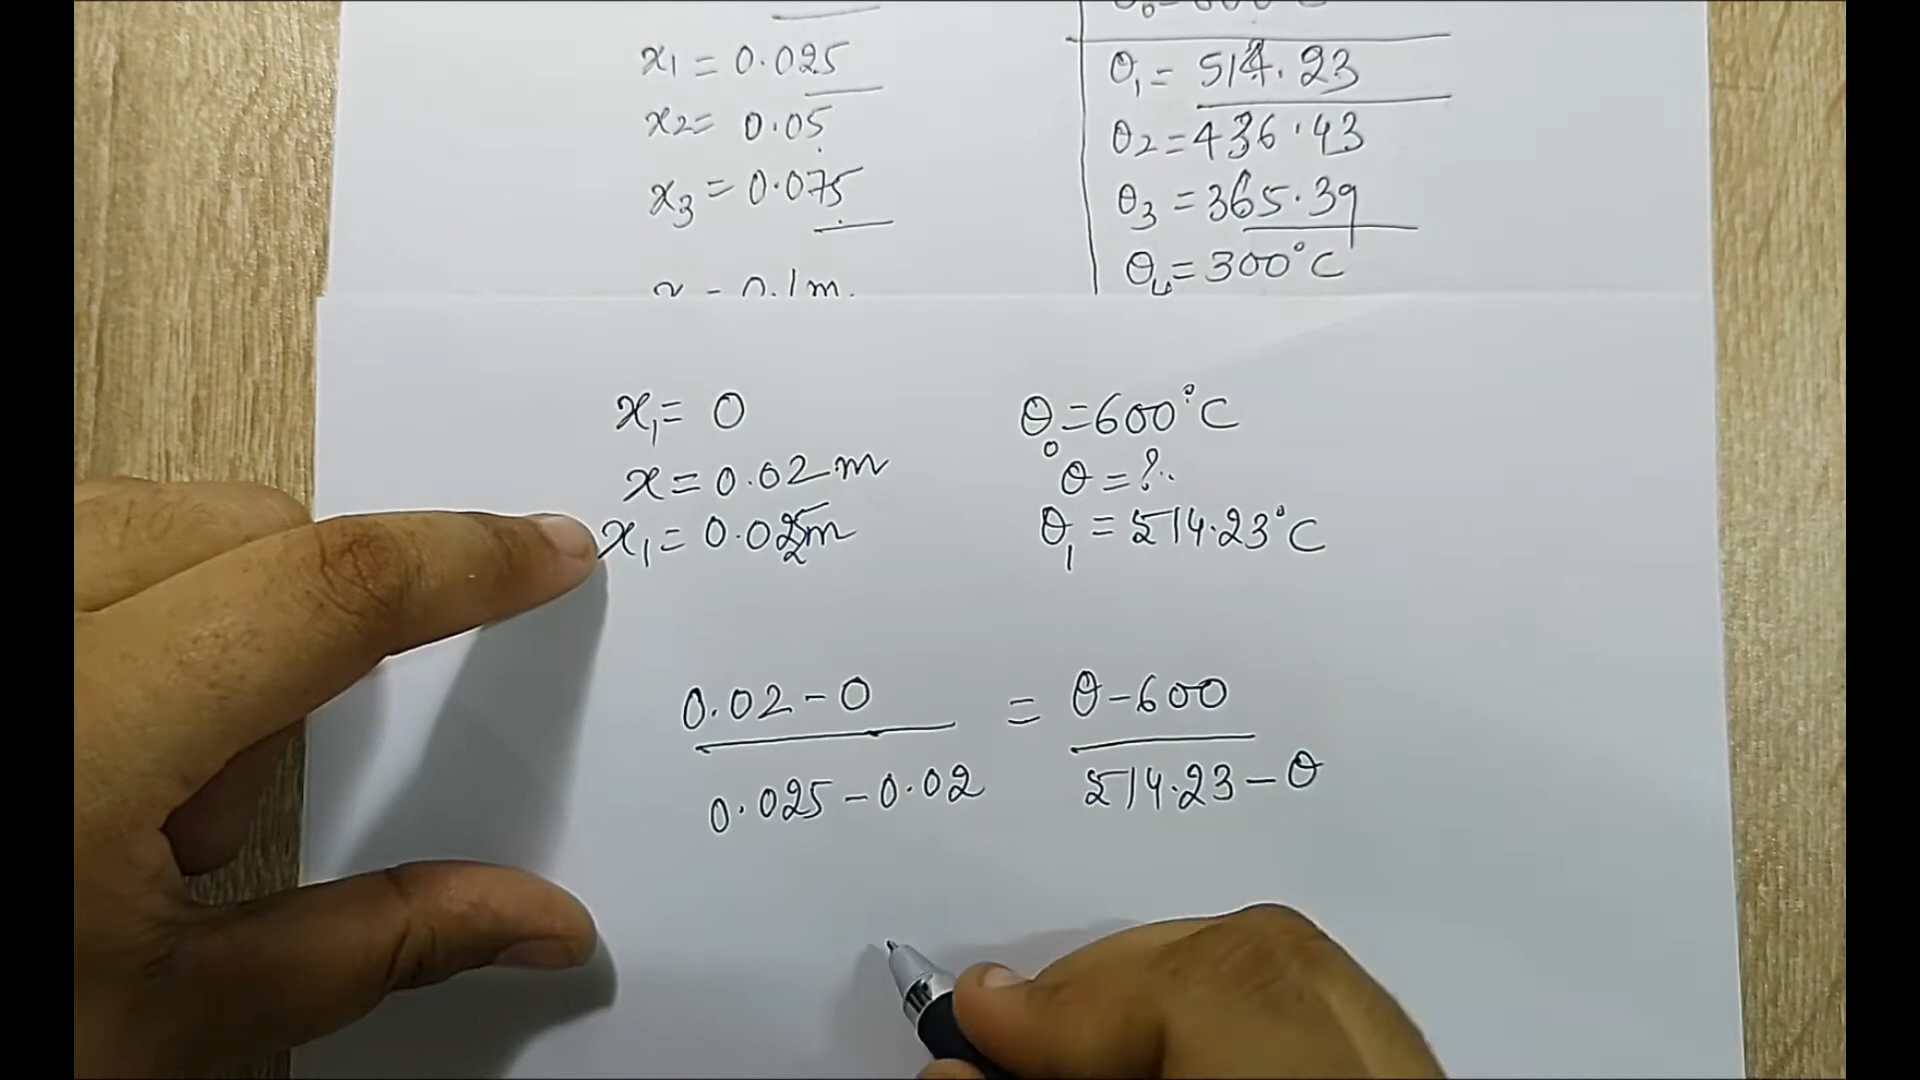 x₁ = 0.025
x₂ = 0.05
x₃ = 0.075
θ₁ = 514.23
θ₂ = 436.43
θ₃ = 365.39
θ₄ = 300°C
x₁ = 0 θ₀ = 600°C
x = 0.02m θ = ?
x₁ = 0.025m θ₁ = 514.23°C
0.02 - 0 = θ - 600
0.025 - 0.02 514.23 - θ